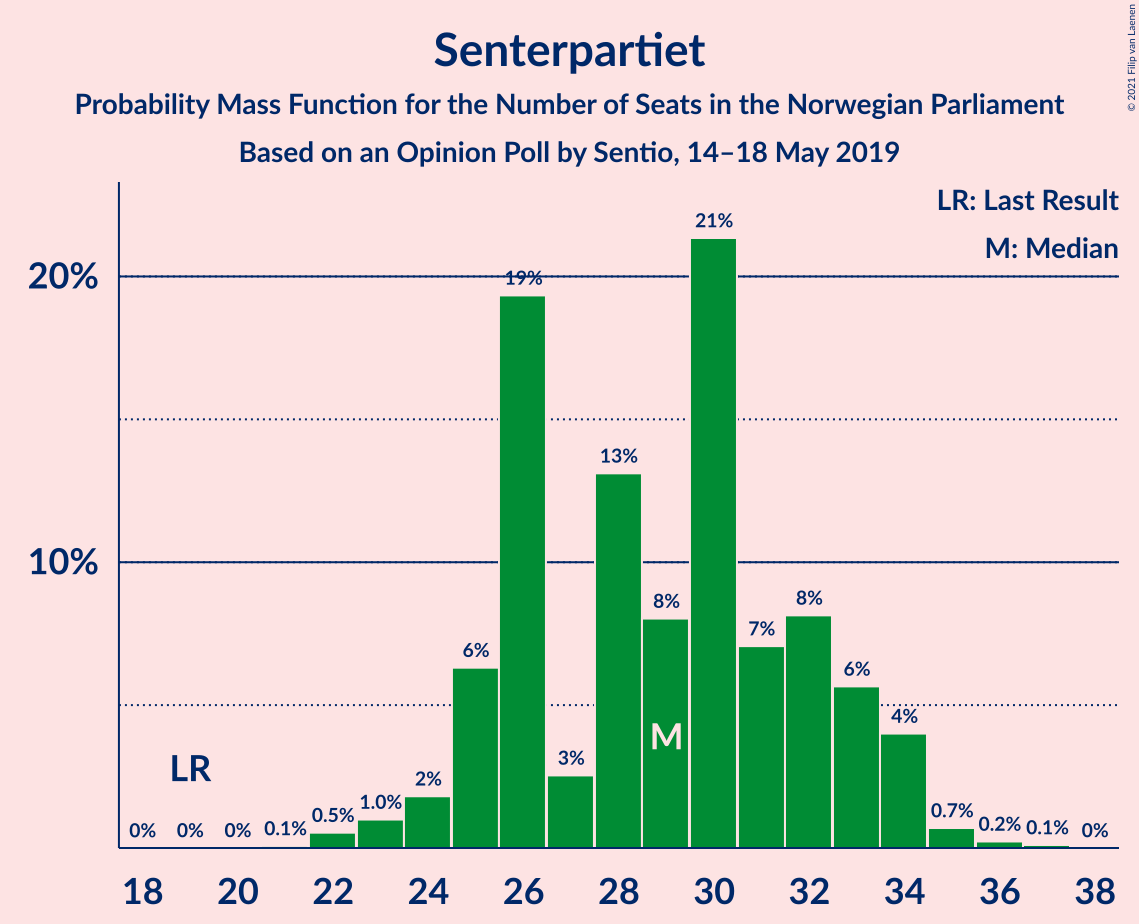 Senterpartiet
Probability Mass Function for the Number of Seats in the Norwegian Parliament
Based on an Opinion Poll by Sentio, 14–18 May 2019
© 2021 Filip van Laenen
LR: Last Result
M: Median
20%
10%
0% 0% 0% 0.1% 0.5% 1.0% 2% 6% 19% 3% 13% 8% 21% 7% 8% 6% 4% 0.7% 0.2% 0.1% 0%
LR
M
18 20 22 24 26 28 30 32 34 36 38